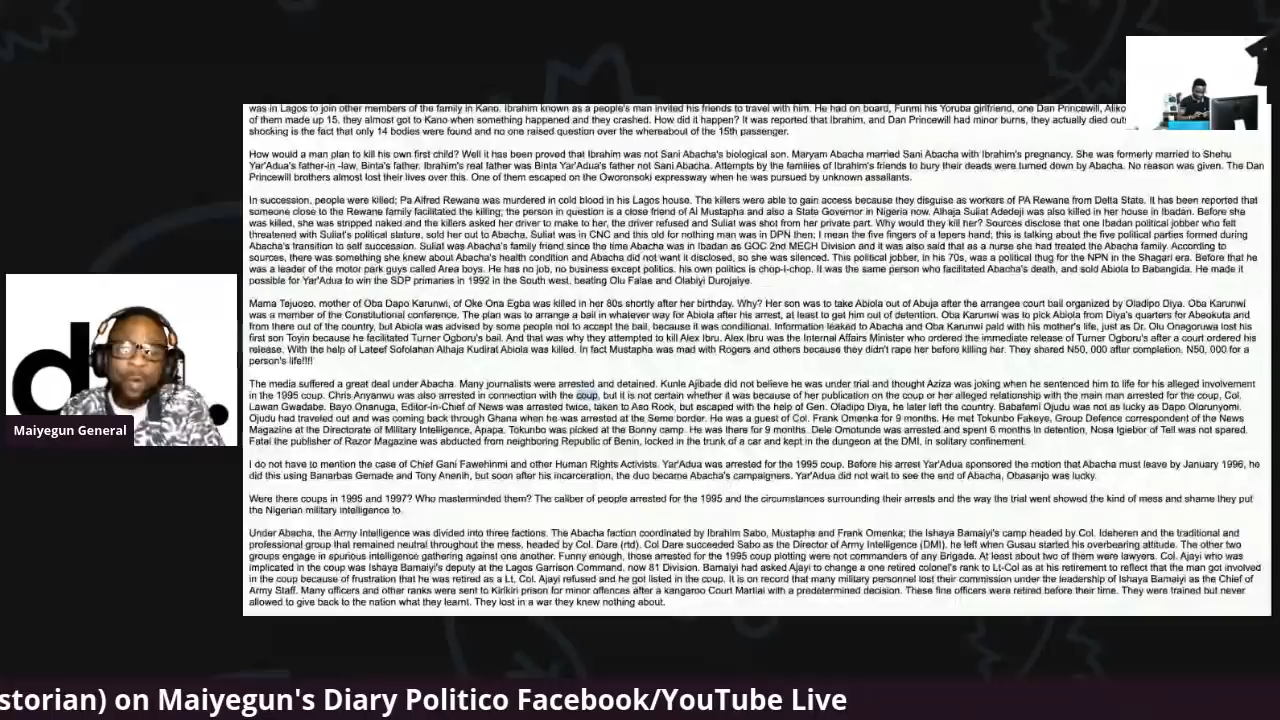 was in Lagos to join other members of the family in Kano. Ibrahim known as a people's man invited his friends to travel with him. He had on board, Funmi his Yoruba girlfriend, one Dan Princewill, Aliko
of them made up 15, they almost got to Kano when something happened and they crashed. How did it happen? It was reported that Ibrahim, and Dan Princewill had minor burns, they actually died
shocking is the fact that only 14 bodies were found and no one raised question over the whereabout of the 15th passenger.
How would a man plan to kill his own first child? Well it has been proved that Ibrahim was not Sani Abacha's biological son. Maryam Abacha married Sani Abacha with Ibrahim's pregnancy. She was formerly married to Shehu
Yar'Adua's father-in -law, Binta's father. Ibrahim's real father was Binta Yar'Adua's father not Sani Abacha. Attempts by the families of Ibrahim's friends to bury their deads were turned down by Abacha. No reason was given. The Dan
Princewill brothers almost lost their lives over this. One of them escaped on the Oworonsoki expressway when he was pursued by unknown assailants.
In succession, people were killed; Pa Alfred Rewane was murdered in cold blood in his Lagos house. The killers were able to gain access because they disguise as workers of PA Rewane from Delta State. It has been reported that
someone close to the Rewane family facilitated the killing; the person in question is a close friend of Al Mustapha and also a State Governor in Nigeria now. Alhaja Suliat Adedeji was also killed in her house in Ibadan. Before she
was killed, she was stripped naked and the killers asked her driver to make to her, the driver refused and Suliat was shot from her private part. Why would they kill her? Sources disclose that one Ibadan political jobber who felt
threatened with Suliat's political stature, sold her out to Abacha. Suliat was in CNC and this old for nothing man was in DPN then; I mean the five fingers of a lepers hand; this is talking about the five political parties formed during
Abacha's transition to self succession. Suliat was Abacha's family friend since the time Abacha was in Ibadan as GOC 2nd MECH Division and it was also said that as a nurse she had treated the Abacha family. According to
sources, there was something she knew about Abacha's health condition and Abacha did not want it disclosed, so she was silenced. This political jobber, in his 70s, was a political thug for the NPN in the Shagari era. Before that he
was a leader of the motor park guys called Area boys. He has no job, no business except politics, his own politics is chop-I-chop. It was the same person who facilitated Abacha's death, and sold Abiola to Babangida. He made it
possible for Yar'Adua to win the SDP primaries in 1992 in the South west, beating Olu Falae and Olabiyi Durojaiye.
Mama Tejuoso, mother of Oba Dapo Karunwi, of Oke Ona Egba was killed in her 80s shortly after her birthday. Why? Her son was to take Abiola out of Abuja after the arrangee court bail organized by Oladipo Diya. Oba Karunwi
was a member of the Constitutional conference. The plan was to arrange a bail in whatever way for Abiola after his arrest, at least to get him out of detention. Oba Karunwi was to pick Abiola from Diya's quarters for Abeokuta and
from there out of the country, but Abiola was advised by some people not to accept the bail, because it was conditional. Information leaked to Abacha and Oba Karunwi paid with his mother's life, just as Dr. Olu Onagoruwa lost his
first son Toyin because he facilitated Turner Ogboru's bail. And that was why they attempted to kill Alex Ibru. Alex Ibru was the Internal Affairs Minister who ordered the immediate release of Turner Ogboru's after a court ordered his
release. With the help of Lateef Sofolahan Alhaja Kudirat Abiola was killed. In fact Mustapha was mad with Rogers and others because they didn't rape her before killing her. They shared N50, 000 after completion. N50, 000 for a
person's life!!!!
The media suffered a great deal under Abacha. Many journalists were arrested and detained. Kunle Ajibade did not believe he was under trial and thought Aziza was joking when he sentenced him to life for his alleged involvement
in the 1995 coup. Chris Anyanwu was also arrested in connection with the coup, but it is not certain whether it was because of her publication on the coup or her alleged relationship with the main man arrested for the coup, Col.
Lawan Gwadabe. Bayo Onanuga, Editor-in-Chief of News was arrested twice, taken to Aso Rook, but escaped with the help of Gen. Oladipo Diya, he later left the country. Babafemi Ojudu was not as lucky as Dapo Olorunyomi.
Ojudu had traveled out and was coming back through Ghana when he was arrested at the Seme border. He was a guest of Col. Frank Omenka for 9 months. He met Tokunbo Fakeye, Group Defence correspondent of the News
Magazine at the Directorate of Military Intelligence, Apapa. Tokunbo was picked at the Bonny camp. He was there for 9 months. Dele Omotunde was arrested and spent 6 months in detention, Nosa Igiebor of Tell was not spared.
Fatai the publisher of Razor Magazine was abducted from neighboring Republic of Benin, locked in the trunk of a car and kept in the dungeon at the DMI, in solitary confinement.
I do not have to mention the case of Chief Gani Fawehinmi and other Human Rights Activists. Yar'Adua was arrested for the 1995 coup. Before his arrest Yar'Adua sponsored the motion that Abacha must leave by January 1996, he
did this using Banarbas Gemade and Tony Anenih, but soon after his incarceration, the duo became Abacha's campaigners. Yar'Adua did not wait to see the end of Abacha, Obasanjo was lucky.
Were there coups in 1995 and 1997? Who masterminded them? The caliber of people arrested for the 1995 and the circumstances surrounding their arrests and the way the trial went showed the kind of mess and shame they put
the Nigerian military intelligence to.
Under Abacha, the Army Intelligence was divided into three factions. The Abacha faction coordinated by Ibrahim Sabo, Mustapha and Frank Omenka; the Ishaya Bamaiyi's camp headed by Col. Ideheren and the traditional and
professional group that remained neutral throughout the mess, headed by Col. Dare (rtd). Col Dare succeeded Sabo as the Director of Army Intelligence (DMI), he left when Gusau started his overbearing attitude. The other two
groups engage in spurious intelligence gathering against one another. Funny enough, those arrested for the 1995 coup plotting were not commanders of any Brigade. At least about two of them were lawyers. Col. Ajayi who was
implicated in the coup was Ishaya Bamaiyi's deputy at the Lagos Garrison Command, now 81 Division. Bamaiyi had asked Ajayi to change a one retired colonel's rank to Lt-Col as at his retirement to reflect that the man got involved
in the coup because of frustration that he was retired as a Lt, Col. Ajayi refused and he got listed in the coup. It is on record that many military personnel lost their commission under the leadership of Ishaya Bamaiyi as the Chief of
Army Staff. Many officers and other ranks were sent to Kirikiri prison for minor offences after a kangaroo Court Martial with a predetermined decision. These fine officers were retired before their time. They were trained but never
allowed to give back to the nation what they learnt. They lost in a war they knew nothing about.
Maiyegun General
storian) on Maiyegun's Diary Politico Facebook/YouTube Live